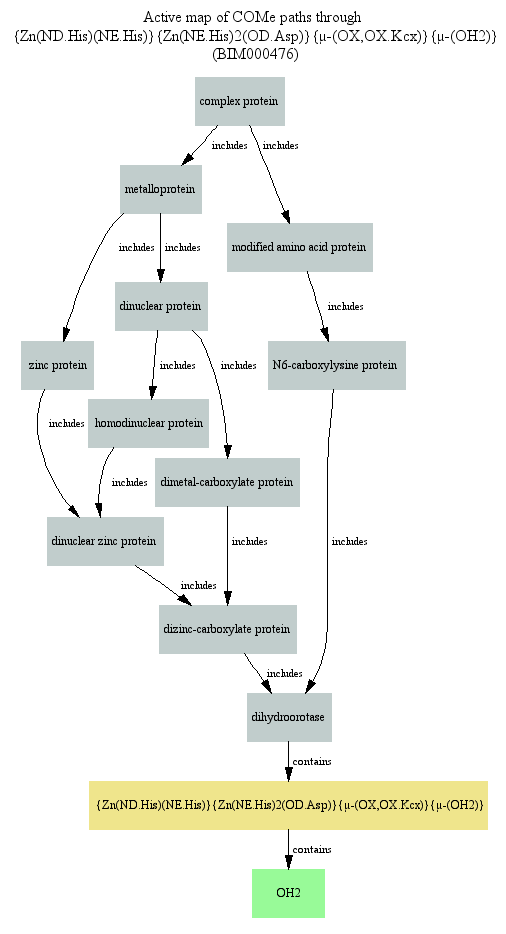 Active map of COMe paths through
{Zn(ND.His)(NE.His)}{Zn(NE.His)2(OD.Asp)}{μ-(OX,OX.Kcx)}{μ-(OH2)}
(BIM000476)
complex protein
includes
includes
metalloprotein
modified amino acid protein
includes
includes
dinuclear protein
includes
zinc protein
includes
includes
N6-carboxylysine protein
homodinuclear protein
includes
dimetal-carboxylate protein
includes
dinuclear zinc protein
includes
includes
includes
dizinc-carboxylate protein
includes
dihydroorotase
contains
{Zn(ND.His)(NE.His)}{Zn(NE.His)2(OD.Asp)}{μ-(OX,OX.Kcx)}{μ-(OH2)}
contains
OH2